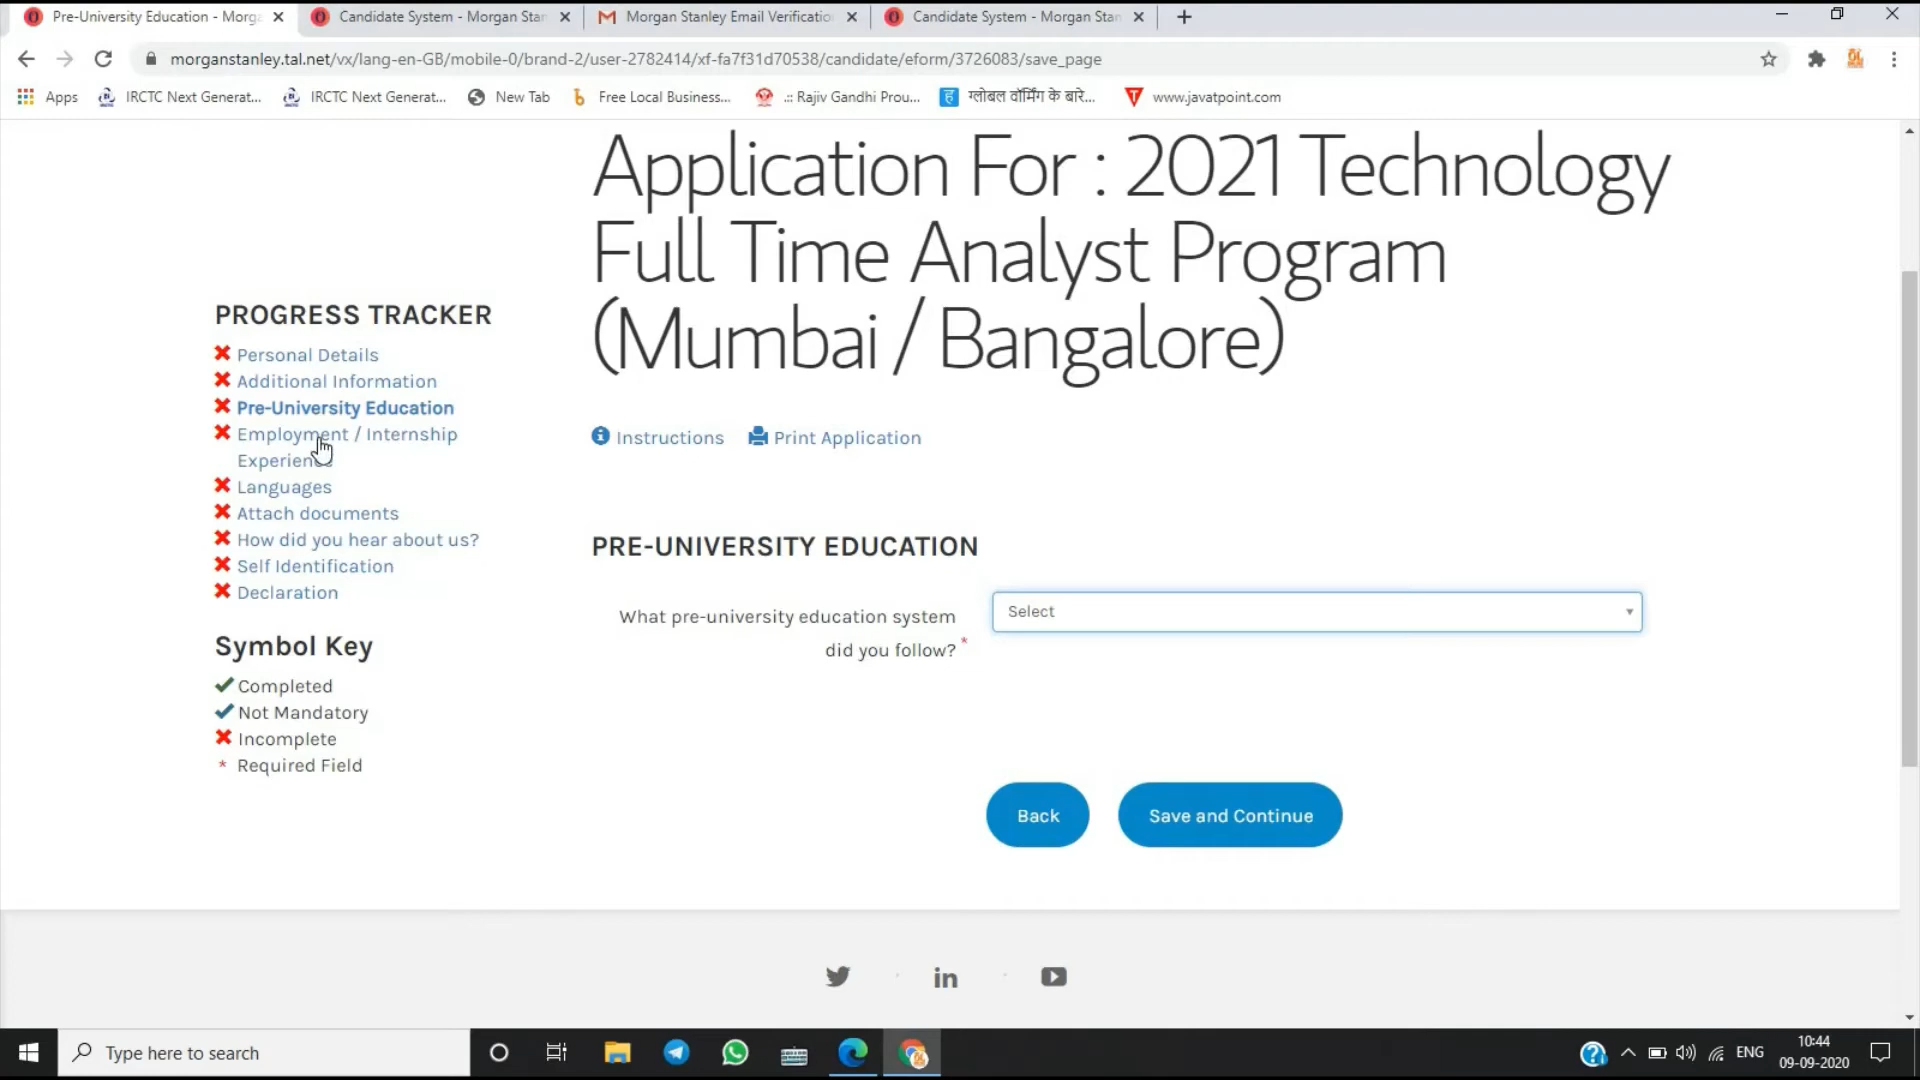 Pre-University Education - Morga
Candidate System - Morgan Stan
Morgan Stanley Email Verificatio
Candidate System - Morgan Stan
morganstanley.tal.net/vx/lang-en-GB/mobile-0/brand-2/user-2782414/xf-fa7f31d70538/candidate/eform/3726083/save_page
Apps
IRCTC Next Generat...
IRCTC Next Generat...
New Tab
Free Local Business...
.:: Rajiv Gandhi Prou...
ग्लोबल वॉर्मिंग के बारे...
www.javatpoint.com
Application For : 2021 Technology
Full Time Analyst Program
(Mumbai / Bangalore)
Instructions
Print Application
PROGRESS TRACKER
Personal Details
Additional Information
Pre-University Education
Employment / Internship
Experience
Languages
Attach documents
How did you hear about us?
Self Identification
Declaration
Symbol Key
Completed
Not Mandatory
Incomplete
* Required Field
PRE-UNIVERSITY EDUCATION
What pre-university education system
did you follow? *
Select
Back
Save and Continue
Type here to search
ENG
10:44
09-09-2020